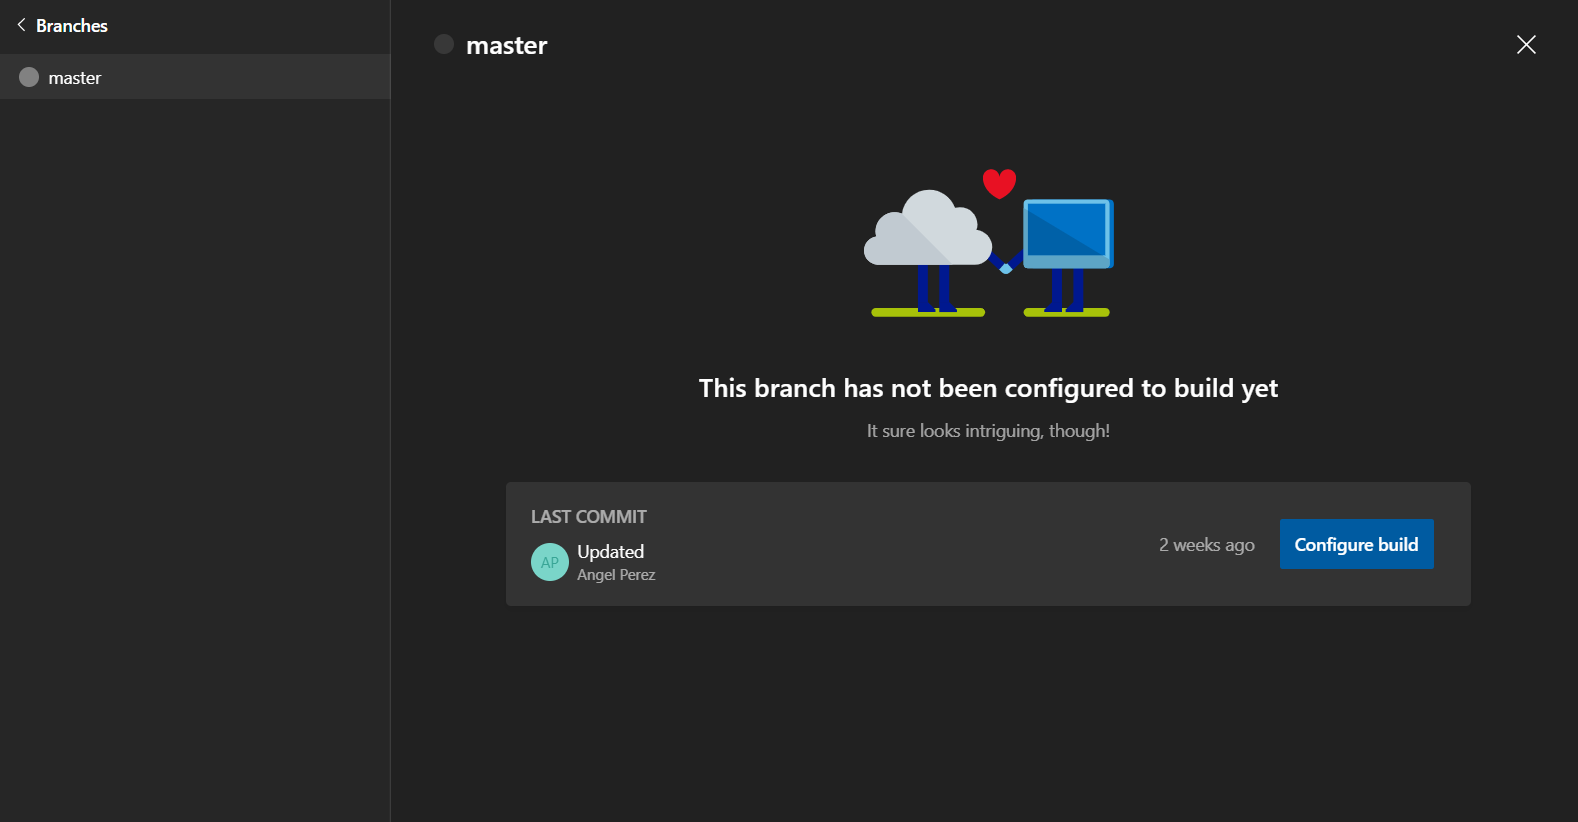 Branches
master
master
This branch has not been configured to build yet
It sure looks intriguing, though!
LAST COMMIT
AP
Updated
Angel Perez
2 weeks ago
Configure build